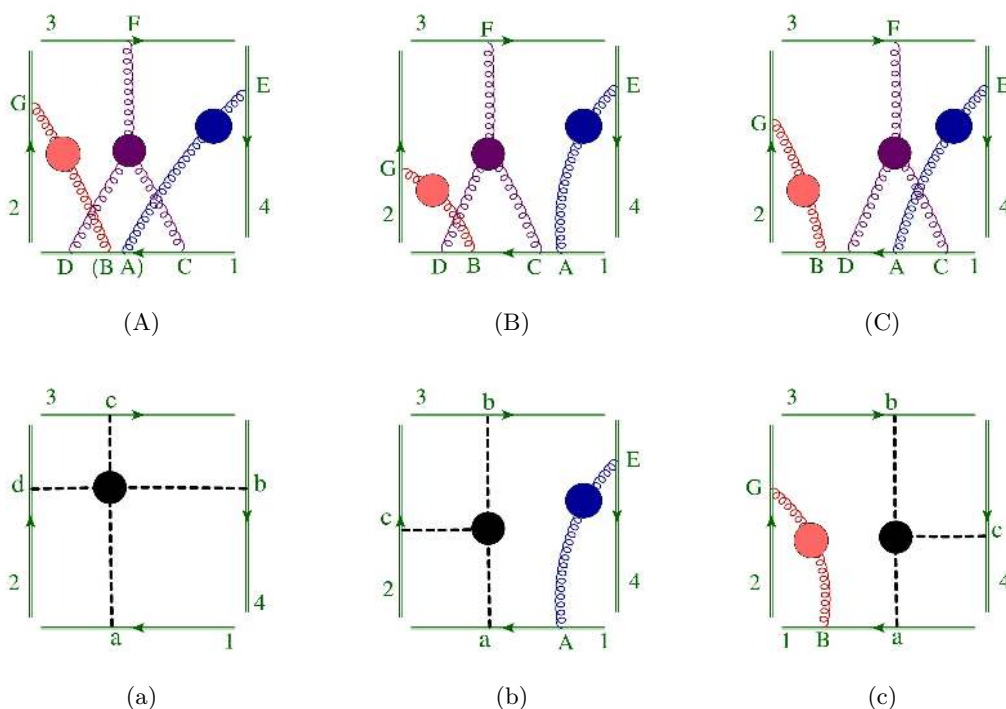 3 F
G E
2 4
D (B A) C 1
(A)
3 F
E
G
2 4
D B C A 1
(B)
3 F
E
G
2 4
B D A C 1
(C)
3 c
d b
2 4
a 1
(a)
3 b
E
c
2 4
a A 1
(b)
3 b
G
c
2 4
1 B a
(c)